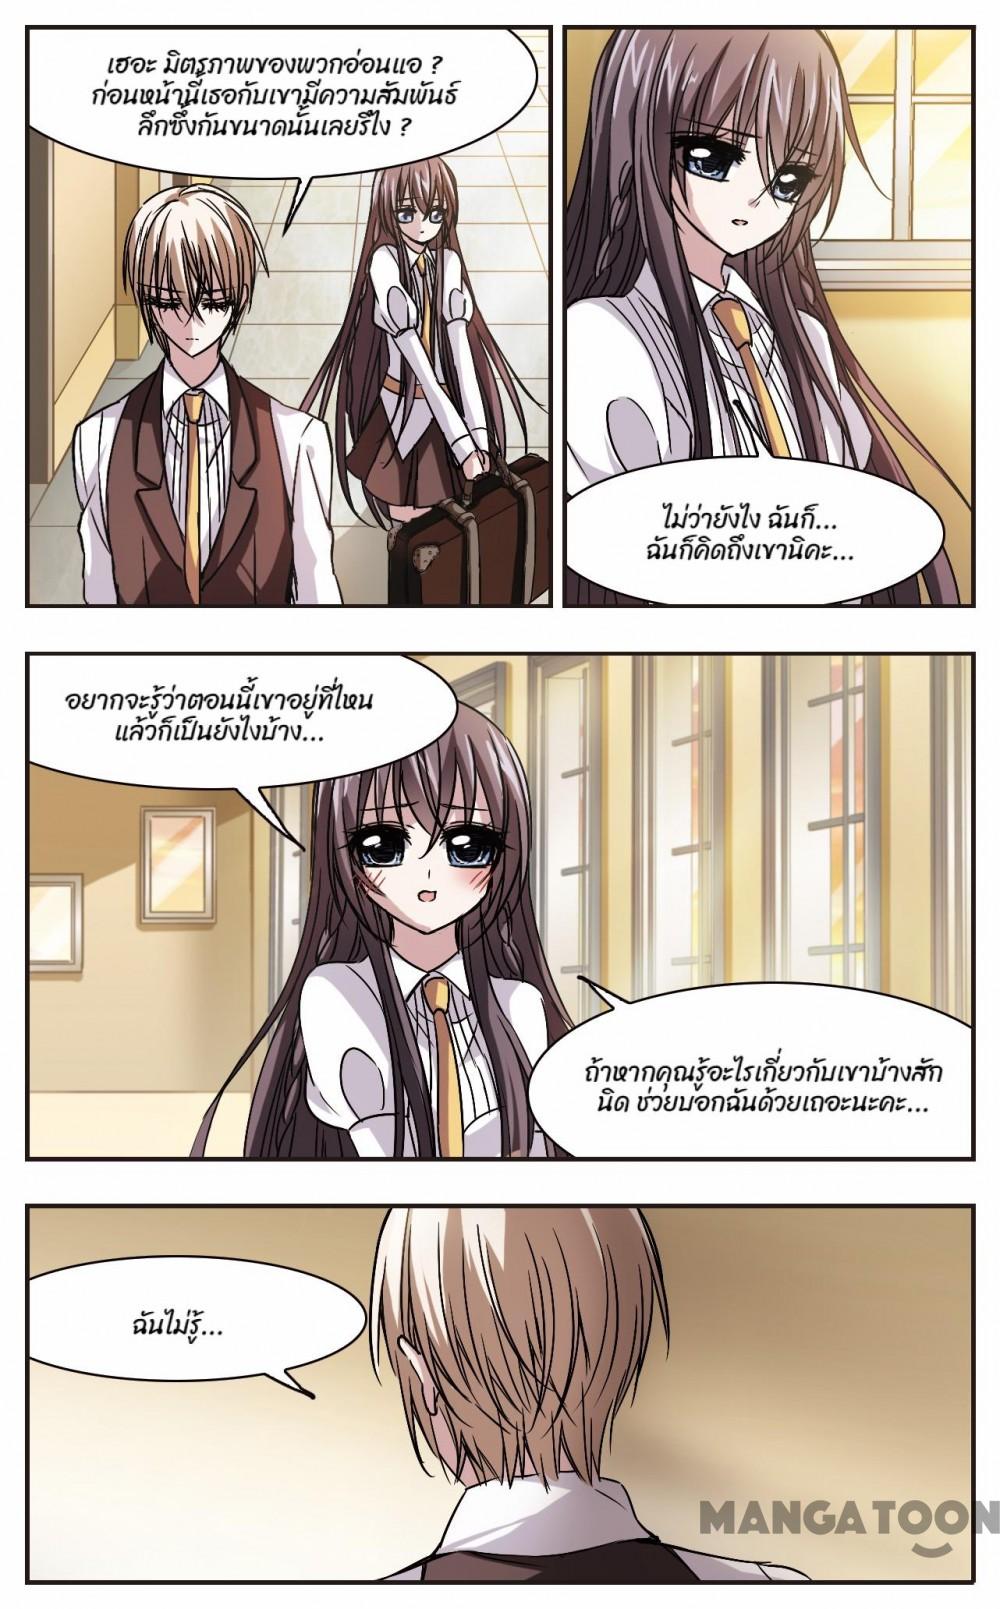 เฮอะ มิตรภาพของพวกอ่อนแอ ?
ก่อนหน้านี้เธอกับเขามีความสัมพันธ์
ลึกซึ้งกันขนาดนั้นเลยรึไง ?
ไม่ว่ายังไง ฉันก็...
ฉันก็คิดถึงเขานิคะ...
อยากจะรู้ว่าตอนนี้เขาอยู่ที่ไหน
แล้วก็เป็นยังไงบ้าง...
ถ้าหากคุณรู้อะไรเกี่ยวกับเขาบ้างสัก
นิด ช่วยบอกฉันด้วยเถอะนะคะ...
ฉันไม่รู้...
MANGATOON